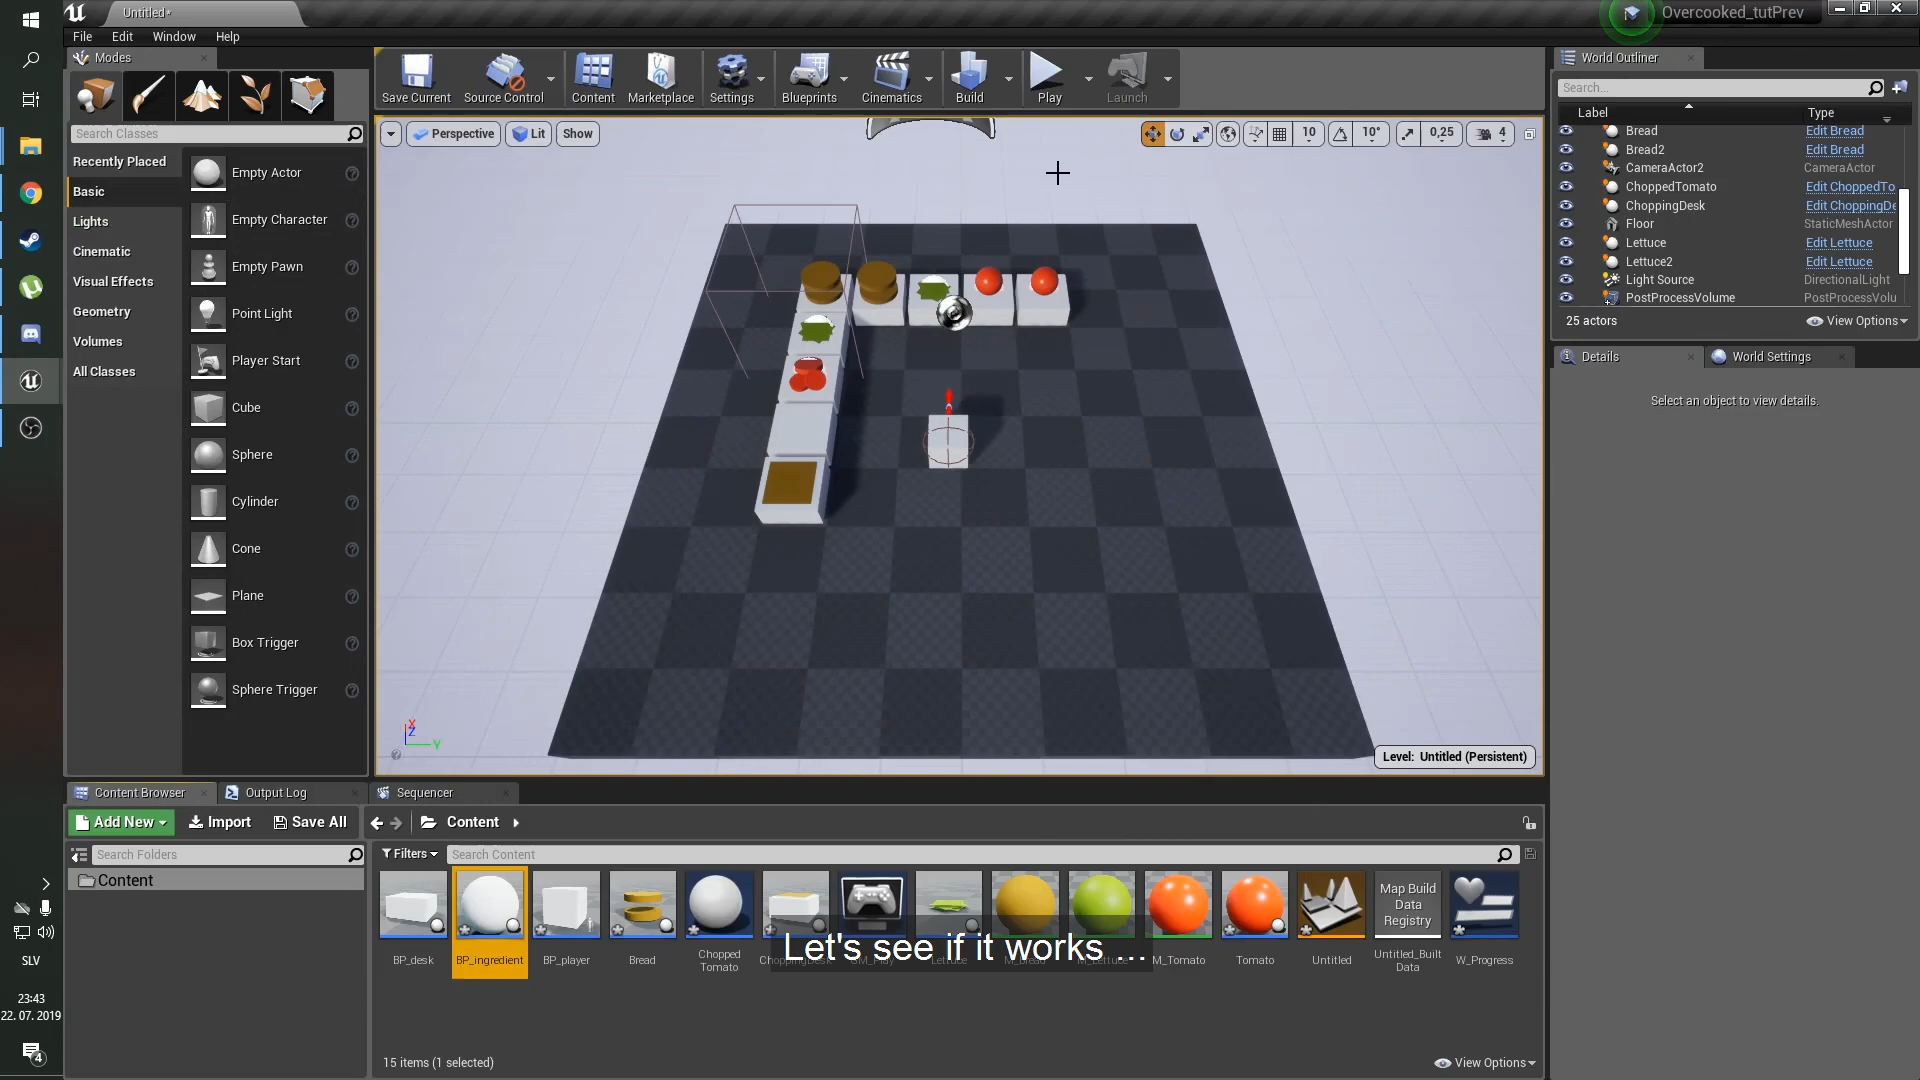 Untitled*
Overcooked_tutPrev
File Edit Window Help
Modes
Search Classes
Recently Placed
Basic
Lights
Cinematic
Visual Effects
Geometry
Volumes
All Classes
Empty Actor
Empty Character
Empty Pawn
Point Light
Player Start
Cube
Sphere
Cylinder
Cone
Plane
Box Trigger
Sphere Trigger
Save Current
Source Control
Content
Marketplace
Settings
Blueprints
Cinematics
Build
Play
Launch
Perspective
Lit
Show
10
10°
0,25
4
X
Z
Y
Level: Untitled (Persistent)
World Outliner
Search...
Label Type
Bread Edit Bread
Bread2 Edit Bread
CameraActor2 CameraActor
ChoppedTomato Edit ChoppedTo
ChoppingDesk Edit ChoppingDe
Floor StaticMeshActor
Lettuce Edit Lettuce
Lettuce2 Edit Lettuce
Light Source DirectionalLight
PostProcessVolume PostProcessVolu
25 actors View Options
Details
World Settings
Select an object to view details.
Content Browser
Output Log
Sequencer
Add New
Import
Save All
Content
Search Folders
Content
Filters
Search Content
Map Build
Data
Registry
BP_desk
BP_ingredient
BP_player
Bread
Chopped
Tomato
M_Tomato
Tomato
Untitled
Untitled_Built
Data
W_Progress
Let's see if it works ...
15 items (1 selected)
View Options
SLV
23:43
22. 07. 2019
4